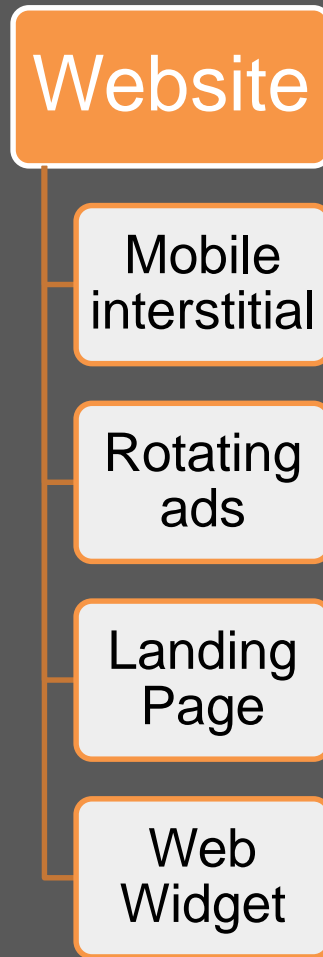 Website
Mobile
interstitial
Rotating
ads
Landing
Page
Web
Widget